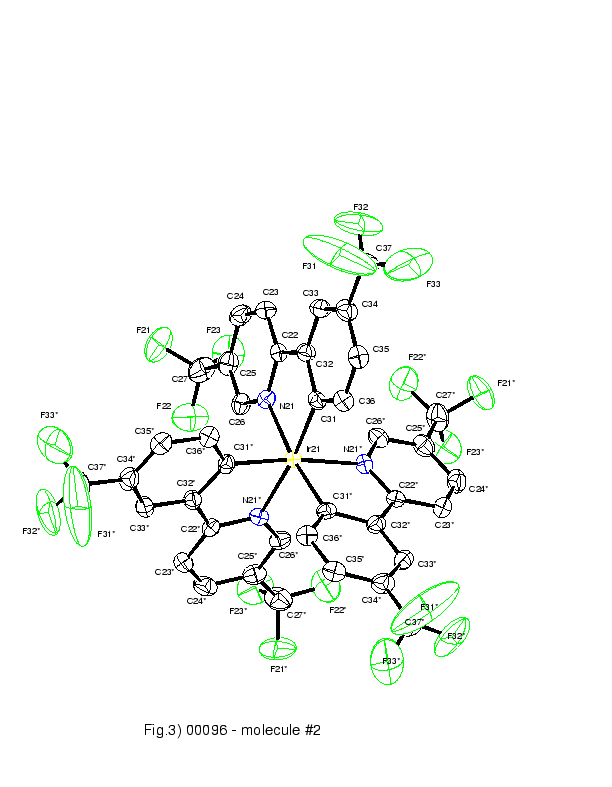 F32
C37
F31
F33
C24
C23
C33
C34
F21
F23
C22
C35
C25
C32
F22"
C27
F21"
C27"
F22
C26
N21
C31
C36
F33"
C35"
C26"
C25"
C36"
C31"
Ir21
N21"
F23"
C37"
C34"
C32"
C22"
C24"
N21"
C31"
F32"
F31"
C33"
C22"
C36"
C32"
C23"
C23"
C25"
C26"
C35"
C33"
C24"
C34"
F23"
C27"
F22"
F31"
C37"
F32"
F21"
F33"
Fig.3) 00096 - molecule #2